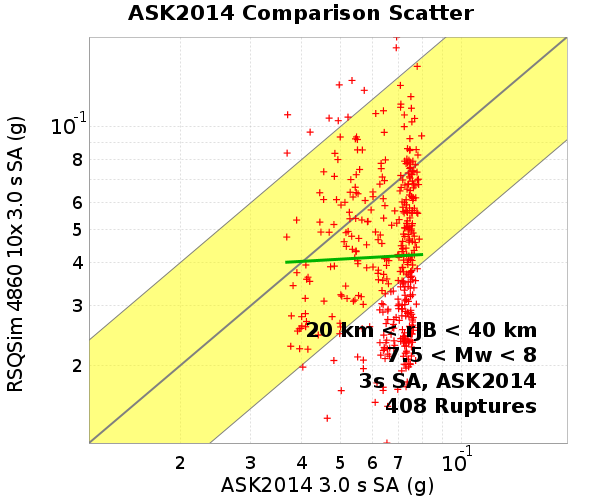 ASK2014 Comparison Scatter
RSQSim 4860 10x 3.0 s SA (g)
10⁻¹
8
6
5
4
3
2
20 km < rJB < 40 km
7.5 < Mw < 8
3s SA, ASK2014
408 Ruptures
2 3 4 5 6 7 10⁻¹
ASK2014 3.0 s SA (g)